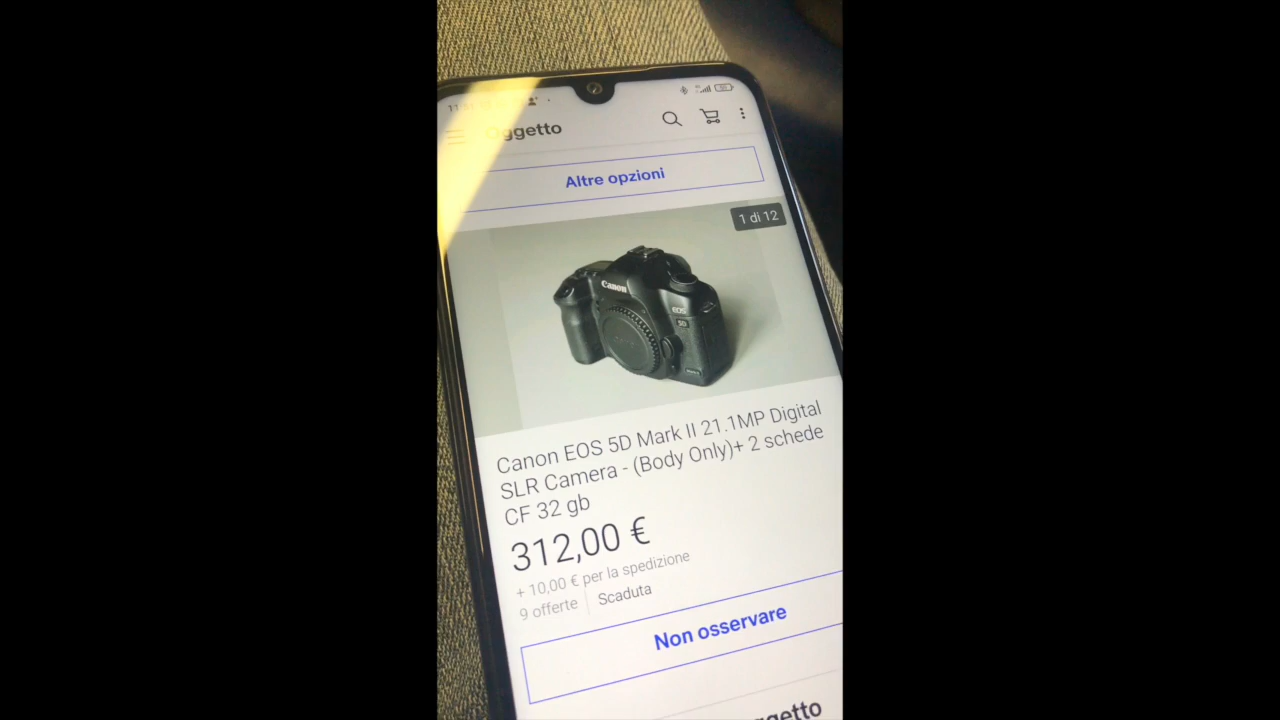 Oggetto
Altre opzioni
1 di 12
Canon
EOS
5D
Canon EOS 5D Mark II 21.1MP Digital
SLR Camera - (Body Only)+ 2 schede
CF 32 gb
312,00 €
+ 10,00 € per la spedizione
9 offerte Scaduta
Non osservare
ggetto